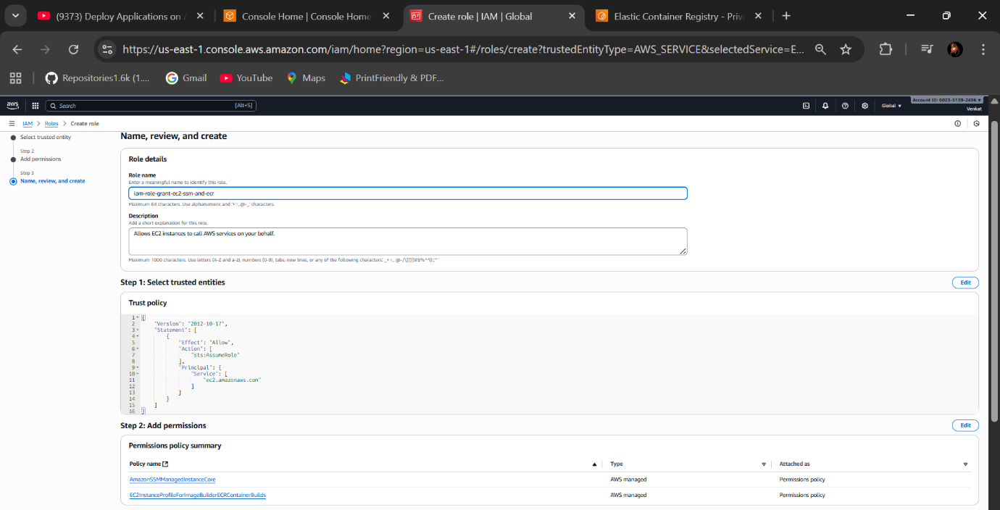 (9373) Deploy Applications on A
Console Home | Console Home
Create role | IAM | Global
Elastic Container Registry - Priva
https://us-east-1.console.aws.amazon.com/iam/home?region=us-east-1#/roles/create?trustedEntityType=AWS_SERVICE&selectedService=E...
Repositories1.6k (1....
Gmail
YouTube
Maps
PrintFriendly & PDF...
aws
Search
[Alt+S]
Global
Account ID: 6023-5139-2486
Venkat
IAM
Roles
Create role
Select trusted entity
Step 2
Add permissions
Step 3
Name, review, and create
Name, review, and create
Role details
Role name
Enter a meaningful name to identify this role.
iam-role-grant-ec2-ssm-and-ecr
Maximum 64 characters. Use alphanumeric and '+=,.@-_' characters.
Description
Add a short explanation for this role.
Allows EC2 instances to call AWS services on your behalf.
Maximum 1000 characters. Use letters (A-Z and a-z), numbers (0-9), tabs, new lines, or any of the following characters:
Step 1: Select trusted entities
Edit
Trust policy
1 {
2 "Version": "2012-10-17",
3 "Statement": [
4 {
5 "Effect": "Allow",
6 "Action": [
7 "sts:AssumeRole"
8 ],
9 "Principal": {
10 "Service": [
11 "ec2.amazonaws.com"
12 ]
13 }
14 }
15 ]
16 }
Step 2: Add permissions
Edit
Permissions policy summary
Policy name
Type
Attached as
AmazonSSMManagedInstanceCore
AWS managed
Permissions policy
EC2InstanceProfileForImageBuilderECRContainerBuilds
AWS managed
Permissions policy